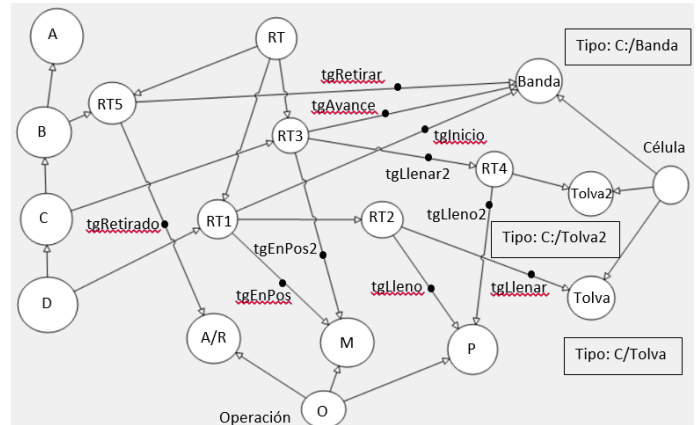 A
RT
Tipo: C:/Banda
tgRetirar
Banda
RT5
tgAvance
B
tgInicio
RT3
Célula
RT4
tgLlenar2
Tolva2
C
tgRetirado
RT1
RT2
tgLleno2
Tipo: C:/Tolva2
tgEnPos2
D
tgEnPos
tgLleno
tgLlenar
Tolva
A/R
M
P
Tipo: C/Tolva
O
Operación